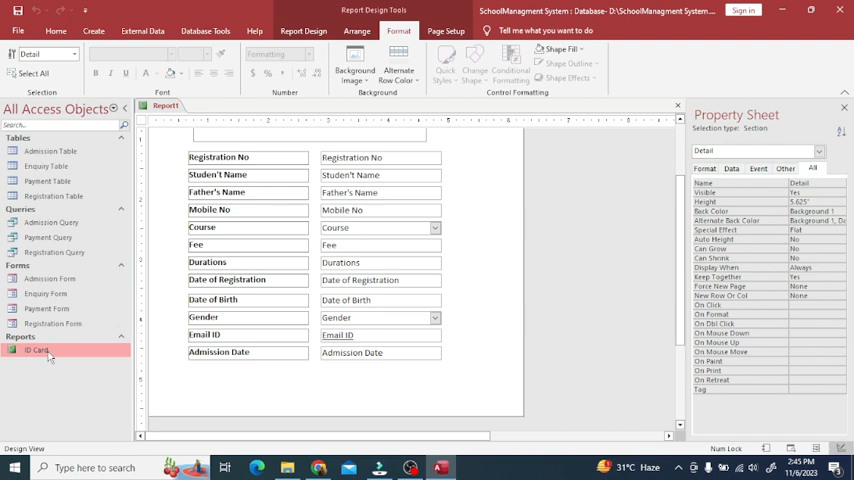 Report Design Tools
SchoolManagment System : Database- D:\SchoolManagment System....
Sign in
File
Home
Create
External Data
Database Tools
Help
Report Design
Arrange
Format
Page Setup
Tell me what you want to do
Detail
Select All
Selection
B I U A
Font
Formatting
$ % ,
Number
Background
Image
Alternate
Row Color
Background
Quick
Styles
Change
Shape
Conditional
Formatting
Shape Fill
Shape Outline
Shape Effects
Control Formatting
All Access Objects
Search...
Tables
Admission Table
Enquiry Table
Payment Table
Registration Table
Queries
Admission Query
Payment Query
Registration Query
Forms
Admission Form
Enquiry Form
Payment Form
Registration Form
Reports
ID Card
Report1
Registration No Registration No
Studen't Name Studen't Name
Father's Name Father's Name
Mobile No Mobile No
Course Course
Fee Fee
Durations Durations
Date of Registration Date of Registration
Date of Birth Date of Birth
Gender Gender
Email ID Email ID
Admission Date Admission Date
Property Sheet
Selection type: Section
Detail
Format Data Event Other All
Name Detail
Visible Yes
Height 5.625"
Back Color Background 1
Alternate Back Color Background 1, Da
Special Effect Flat
Auto Height No
Can Grow No
Can Shrink No
Display When Always
Keep Together Yes
Force New Page None
New Row Or Col None
On Click
On Format
On Dbl Click
On Mouse Down
On Mouse Up
On Mouse Move
On Paint
On Print
On Retreat
Tag
Design View
Num Lock
Type here to search
31°C Haze
2:45 PM
11/6/2023